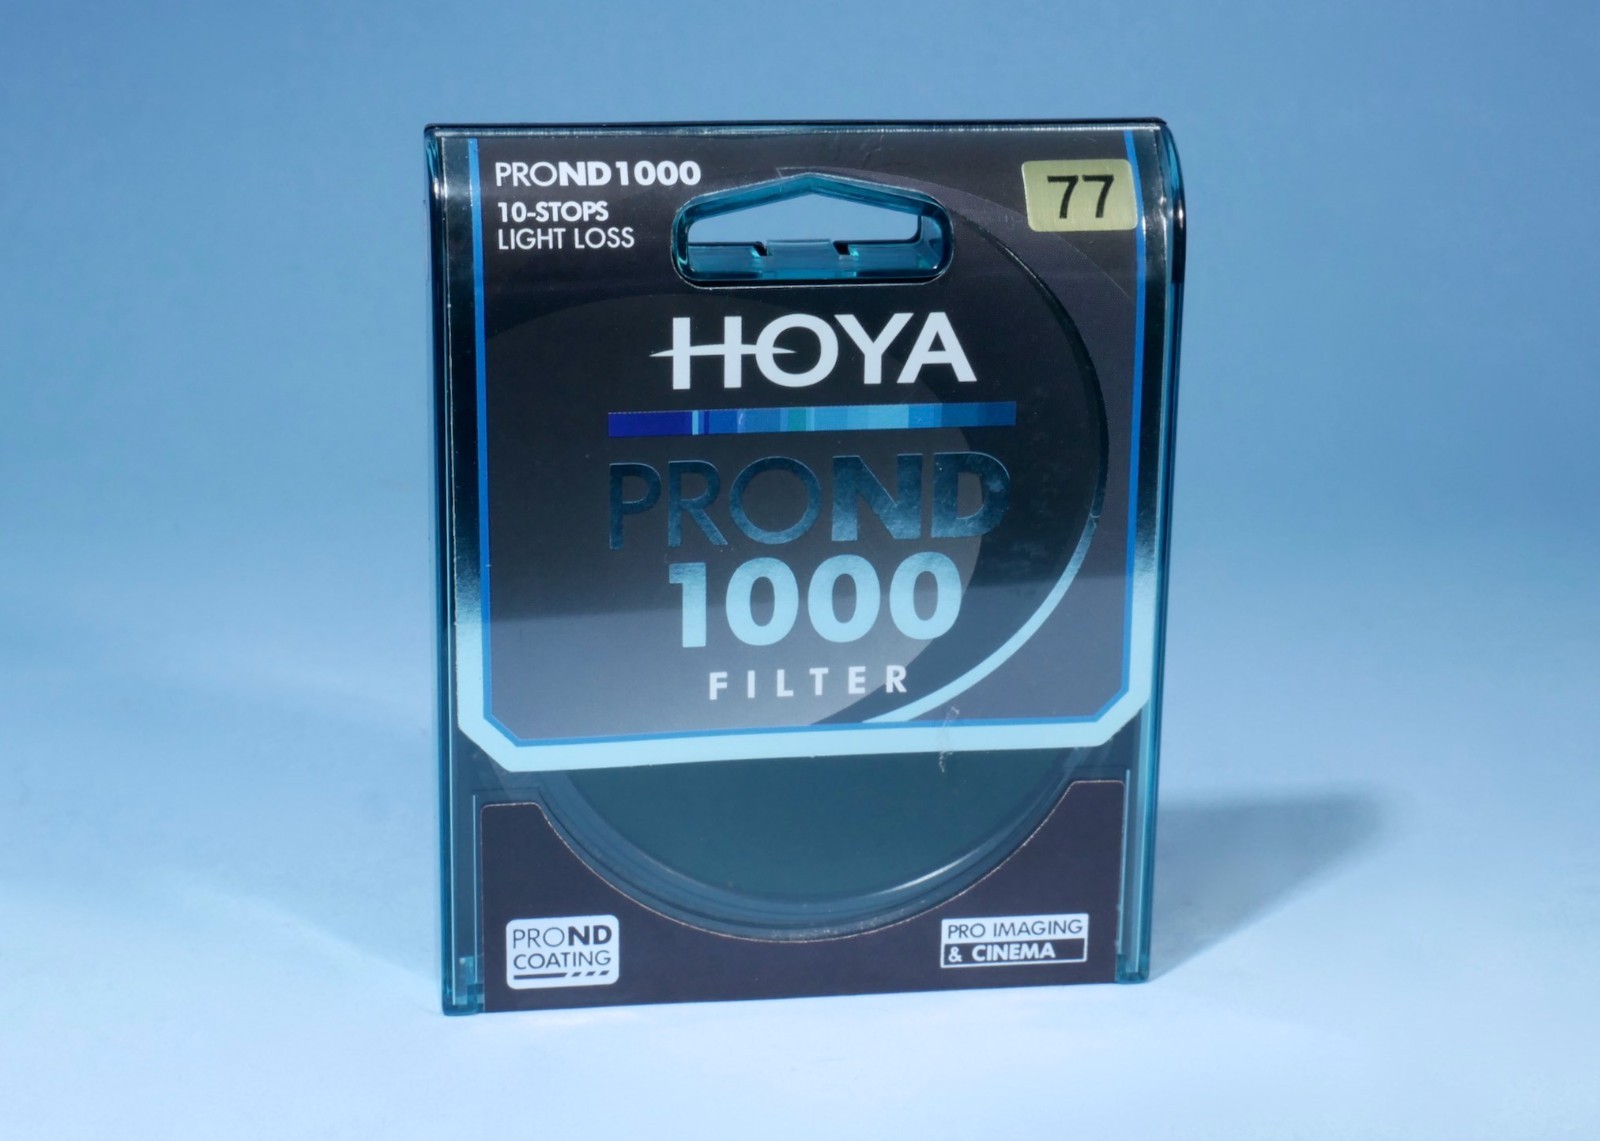 PROND1000
10-STOPS
LIGHT LOSS
77
HOYA
PROND
1000
FILTER
PROND
COATING
PRO IMAGING
& CINEMA